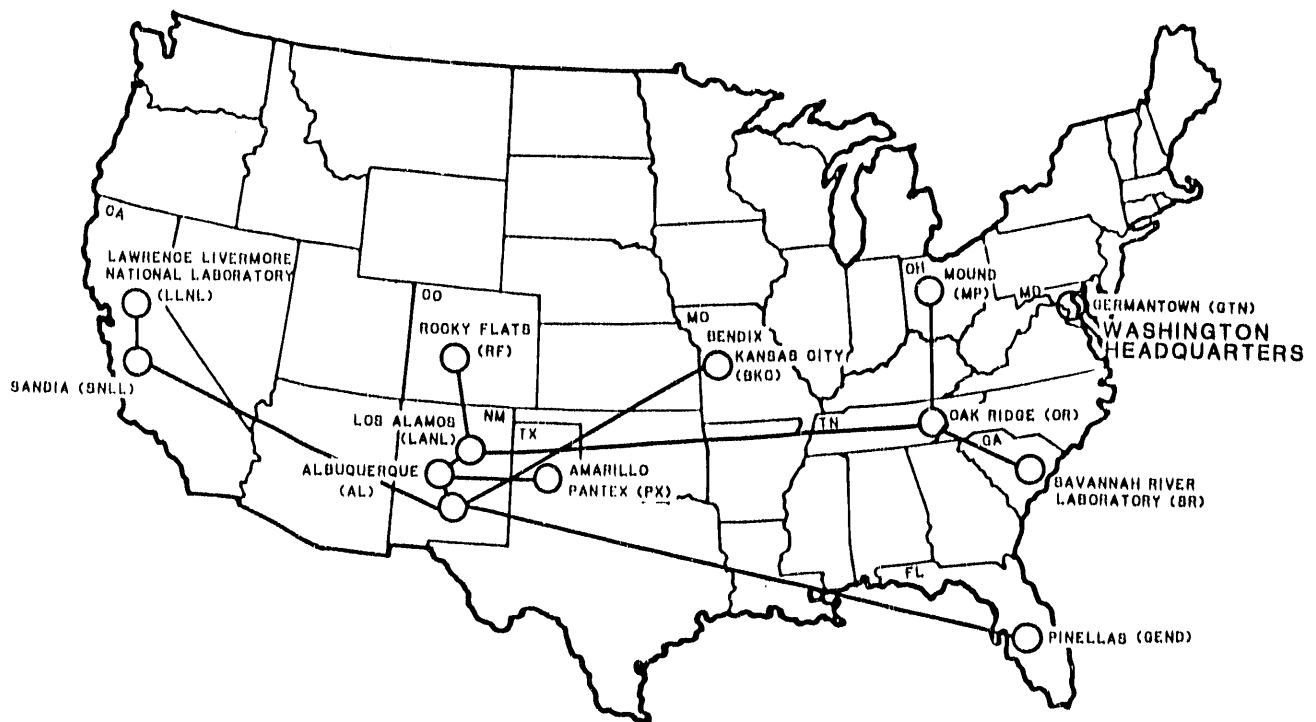 CA
LAWRENCE LIVERMORE
NATIONAL LABORATORY
(LLNL)
SANDIA (SNLL)
CO
ROCKY FLATS
(RF)
LOS ALAMOS
(LANL)
NM
TX
ALBUQUERQUE
(AL)
AMARILLO
PANTEX (PX)
MO
BENDIX
KANSAS CITY
(BKC)
OH
MOUND
(MP)
MD
GERMANTOWN (GTN)
WASHINGTON
HEADQUARTERS
TN
OAK RIDGE (OR)
GA
SAVANNAH RIVER
LABORATORY (SR)
FL
PINELLAS (GEND)